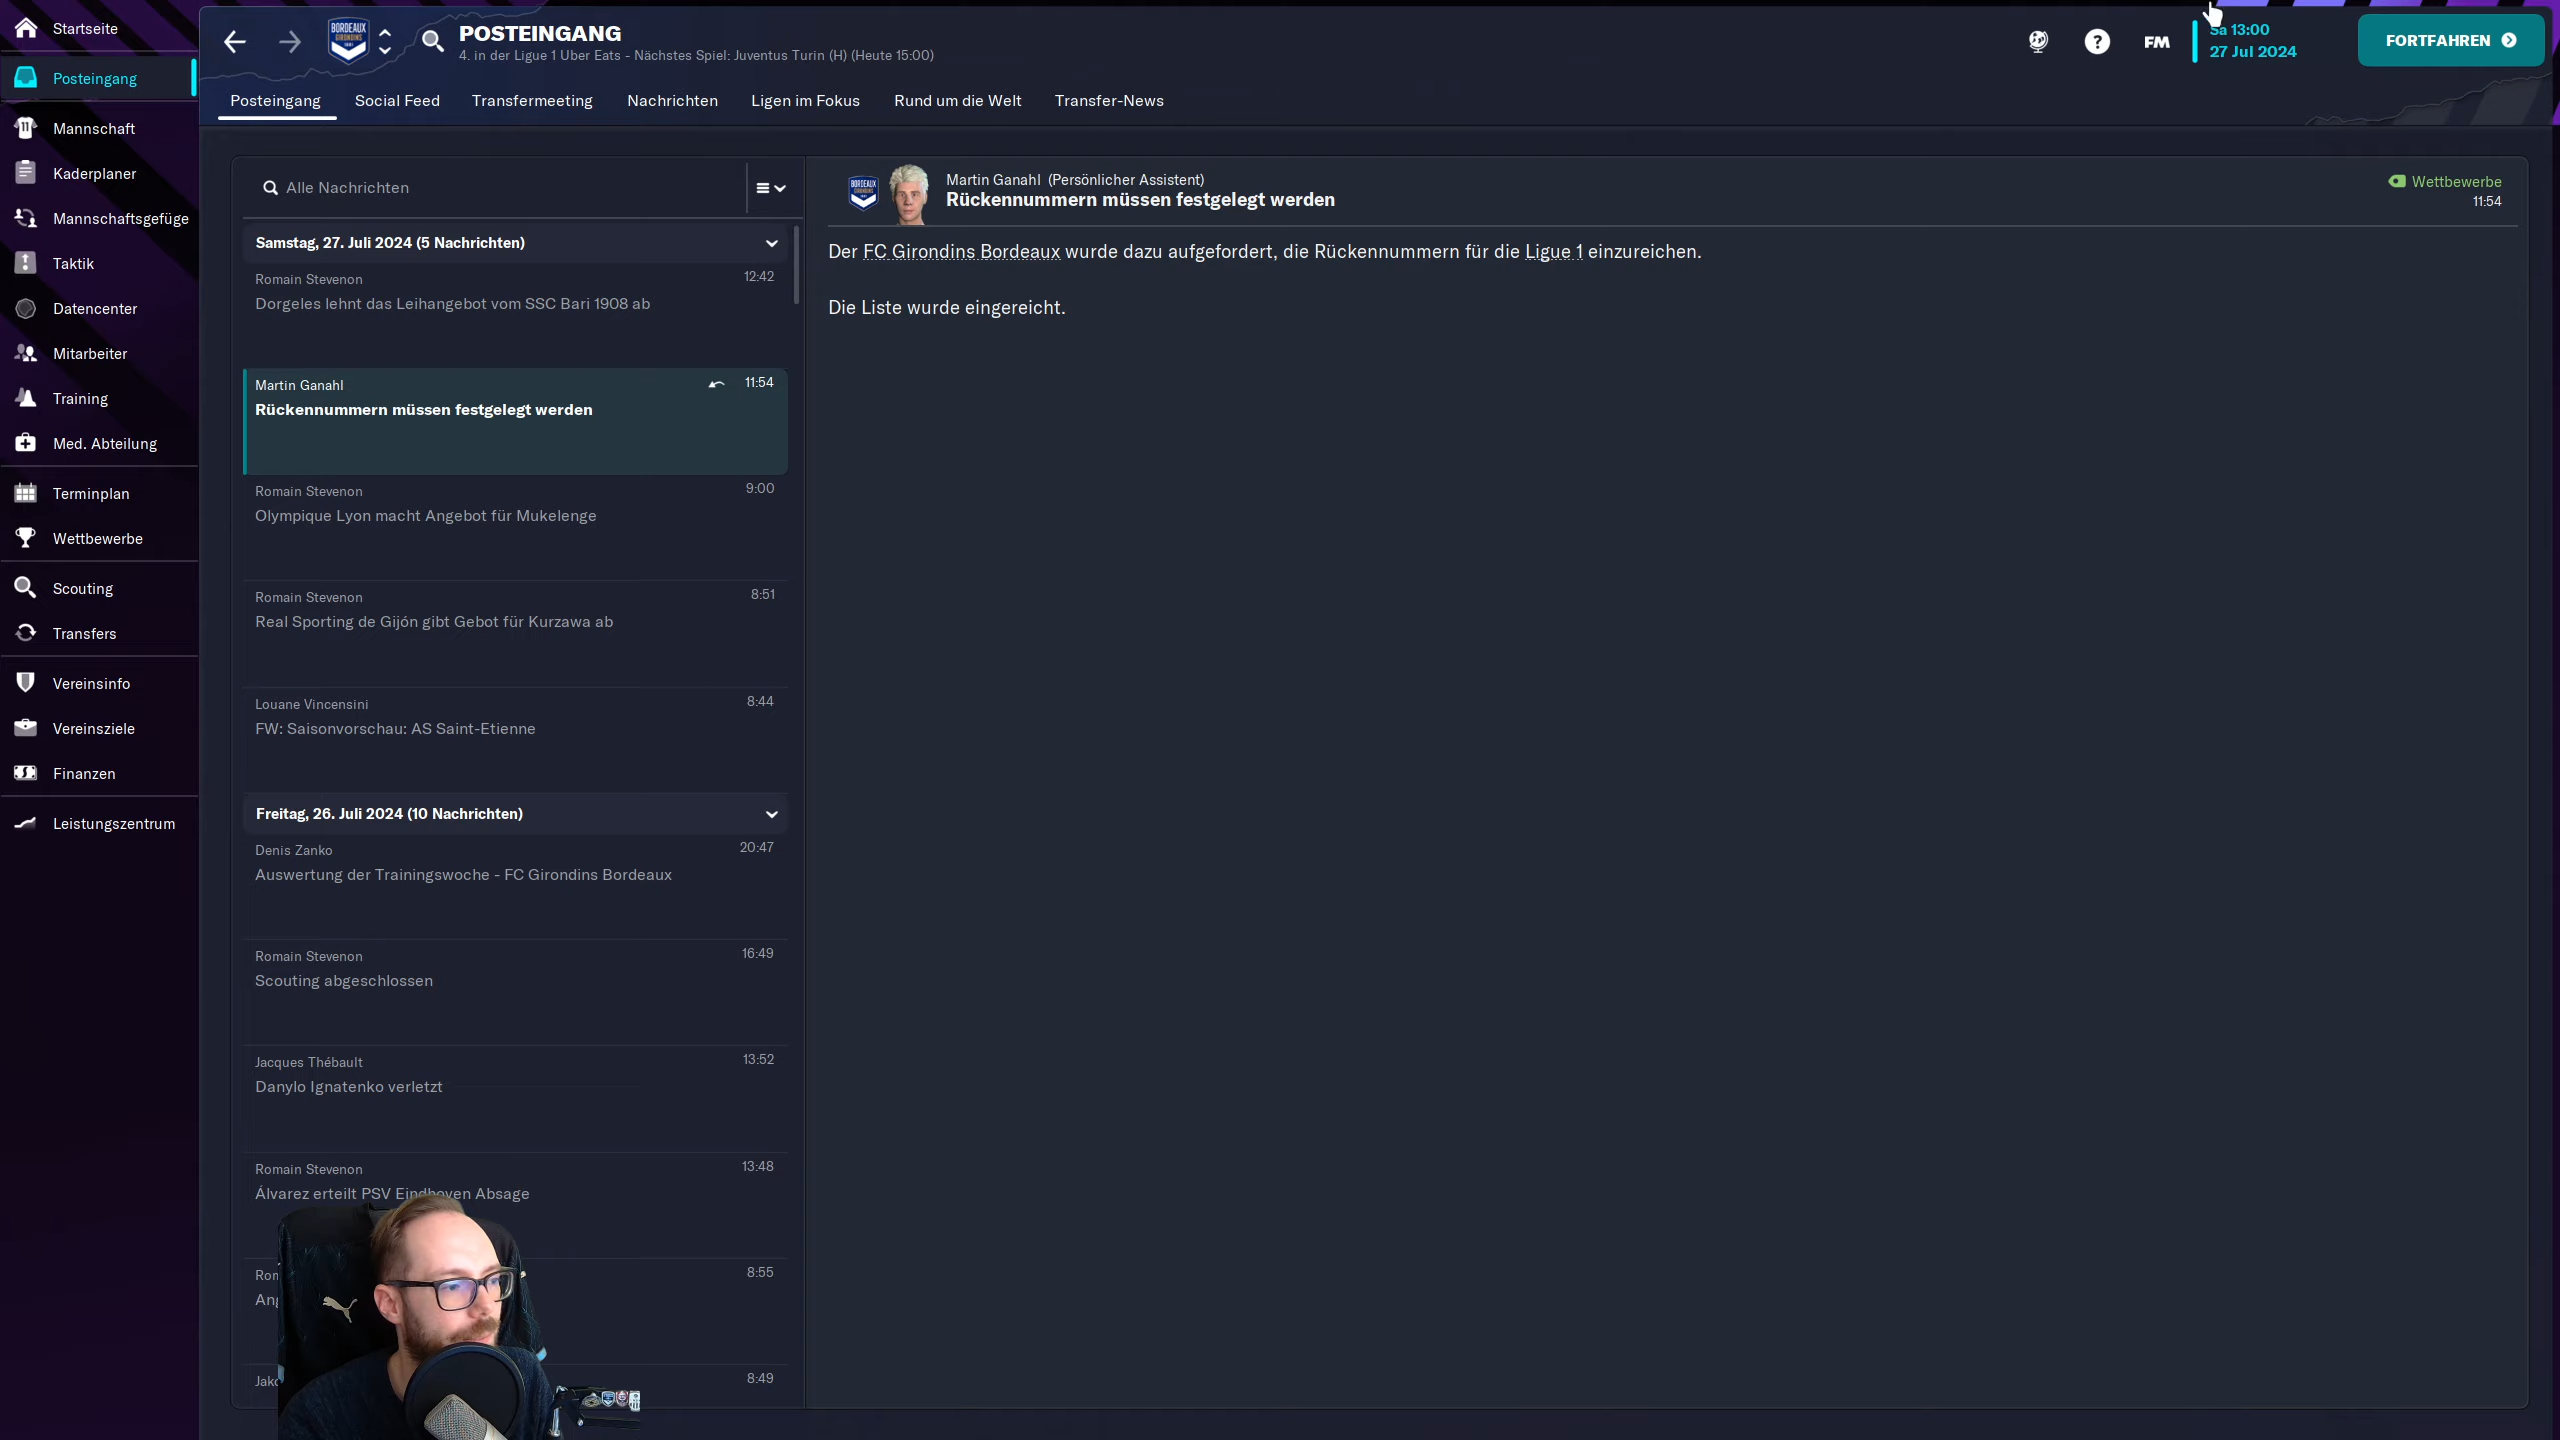 Startseite
Posteingang
Mannschaft
Kaderplaner
Mannschaftsgefüge
Taktik
Datencenter
Mitarbeiter
Training
Med. Abteilung
Terminplan
Wettbewerbe
Scouting
Transfers
Vereinsinfo
Vereinsziele
Finanzen
Leistungszentrum
BORDEAUX
POSTEINGANG
4. in der Ligue 1 Uber Eats - Nächstes Spiel: Juventus Turin (H) (Heute 15:00)
?
FM
Sa 13:00
27 Jul 2024
FORTFAHREN
Posteingang
Social Feed
Transfermeeting
Nachrichten
Ligen im Fokus
Rund um die Welt
Transfer-News
Alle Nachrichten
Samstag, 27. Juli 2024 (5 Nachrichten)
Romain Stevenon 12:42
Dorgeles lehnt das Leihangebot vom SSC Bari 1908 ab
Martin Ganahl 11:54
Rückennummern müssen festgelegt werden
Romain Stevenon 9:00
Olympique Lyon macht Angebot für Mukelenge
Romain Stevenon 8:51
Real Sporting de Gijón gibt Gebot für Kurzawa ab
Louane Vincensini 8:44
FW: Saisonvorschau: AS Saint-Etienne
Freitag, 26. Juli 2024 (10 Nachrichten)
Denis Zanko 20:47
Auswertung der Trainingswoche - FC Girondins Bordeaux
Romain Stevenon 16:49
Scouting abgeschlossen
Jacques Thébault 13:52
Danylo Ignatenko verletzt
Romain Stevenon 13:48
Álvarez erteilt PSV Eindhoven Absage
8:55
8:49
BORDEAUX
Martin Ganahl (Persönlicher Assistent)
Rückennummern müssen festgelegt werden
Wettbewerbe
11:54
Der FC Girondins Bordeaux wurde dazu aufgefordert, die Rückennummern für die Ligue 1 einzureichen.
Die Liste wurde eingereicht.